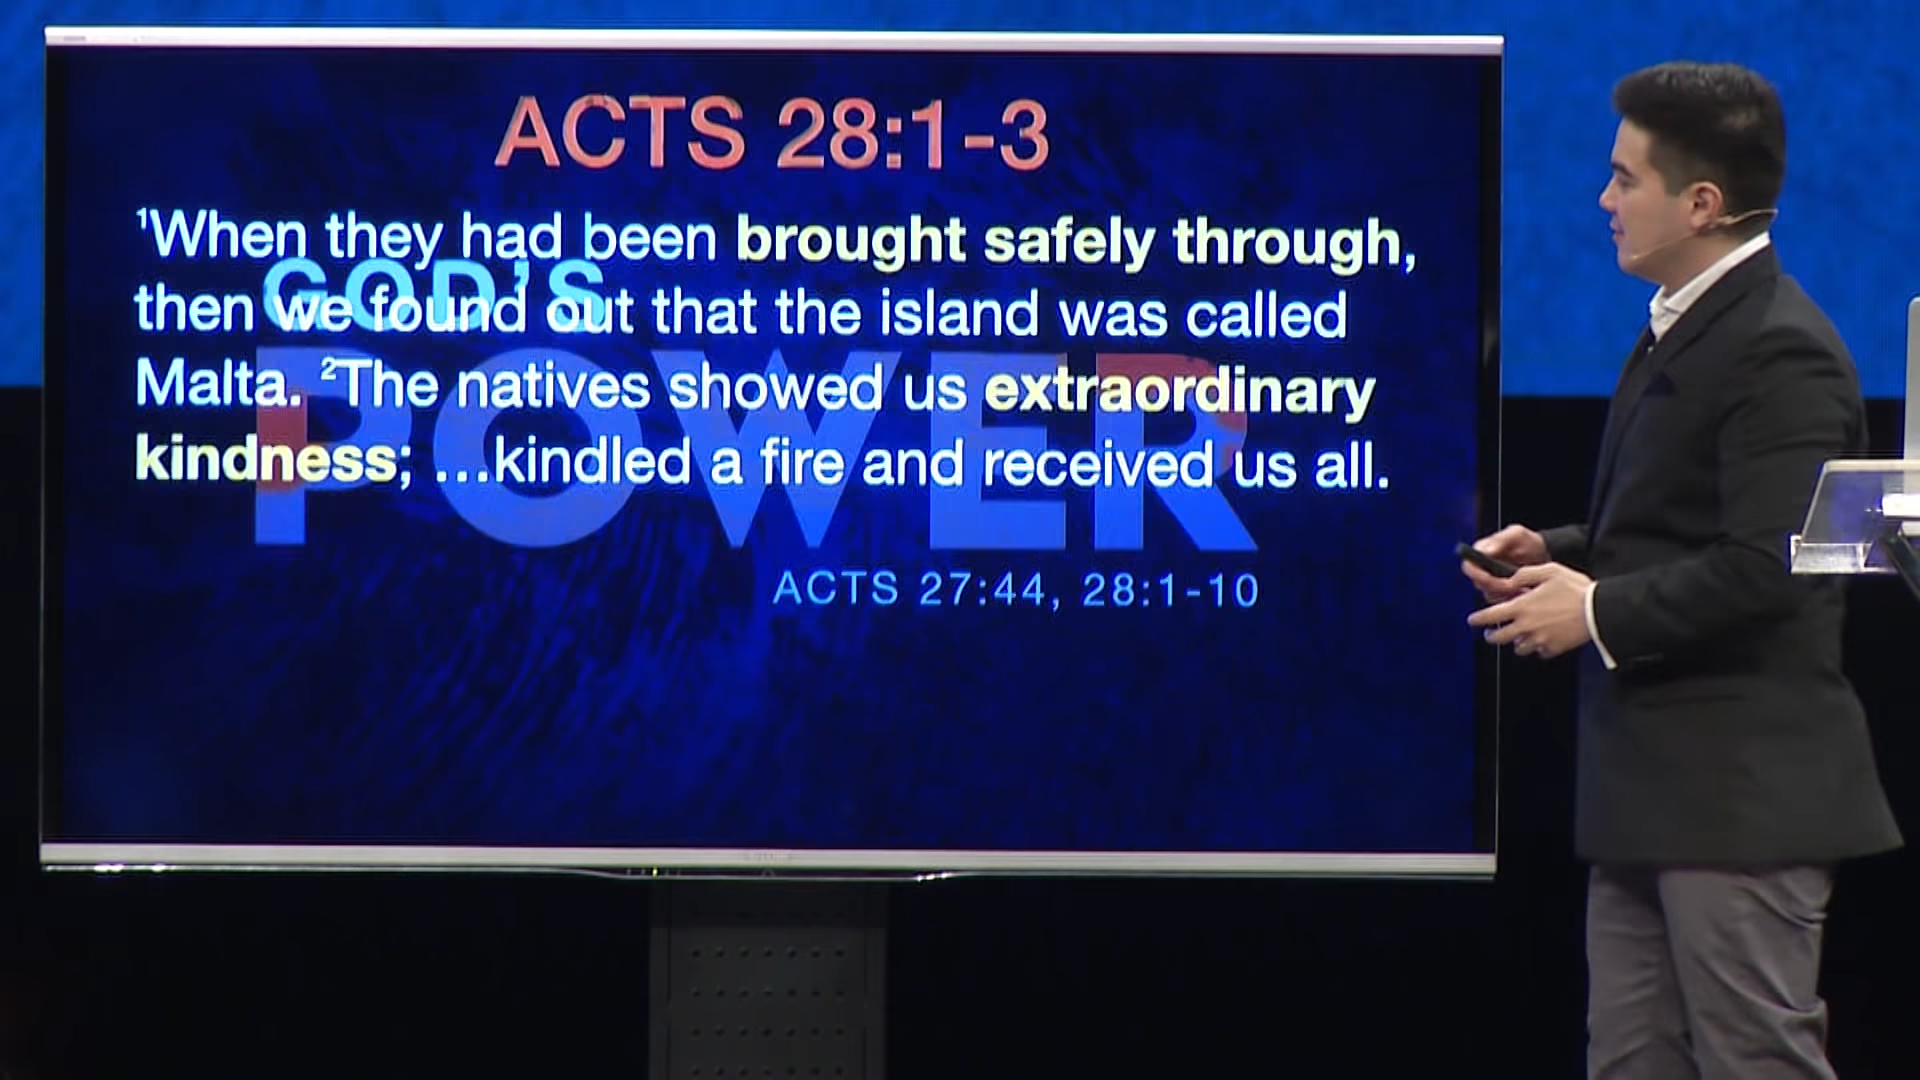 ACTS 28:1-3
¹When they had been brought safely through,
then we found out that the island was called
Malta. ²The natives showed us extraordinary
kindness; ...kindled a fire and received us all.
GOD'S
POWER
ACTS 27:44, 28:1-10